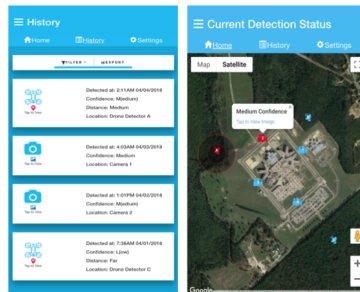 History
Home History Settings
FILTER EXPORT
Detected at: 2:11AM 04/04/2018
Confidence: M(edium)
Distance: Medium
Location: Drone Detector A
Tap to View
Detected at: 4:03AM 04/03/2018
Confidence: Medium
Location: Camera 1
Tap to View
Detected at: 1:01PM 04/02/2018
Confidence: M(edium)
Location: Camera 2
Tap to View
Detected at: 7:38AM 04/01/2018
Confidence: L(ow)
Distance: Far
Location: Drone Detector C
Tap to View
Current Detection Status
Home History Settings
Map Satellite
Medium Confidence
Tap to View Image
Google